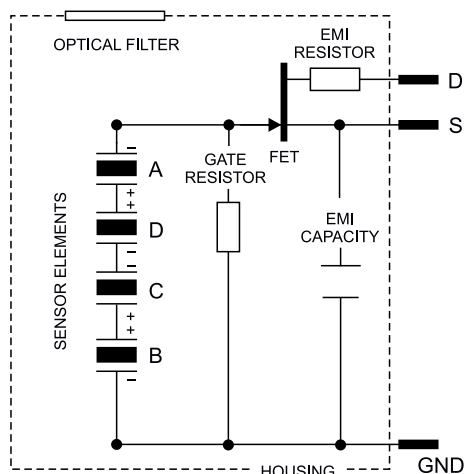 OPTICAL FILTER
EMI
RESISTOR
D
S
FET
GATE
RESISTOR
EMI
CAPACITY
SENSOR ELEMENTS
−
A
+
+
D
−
−
C
+
+
B
−
GND
HOUSING